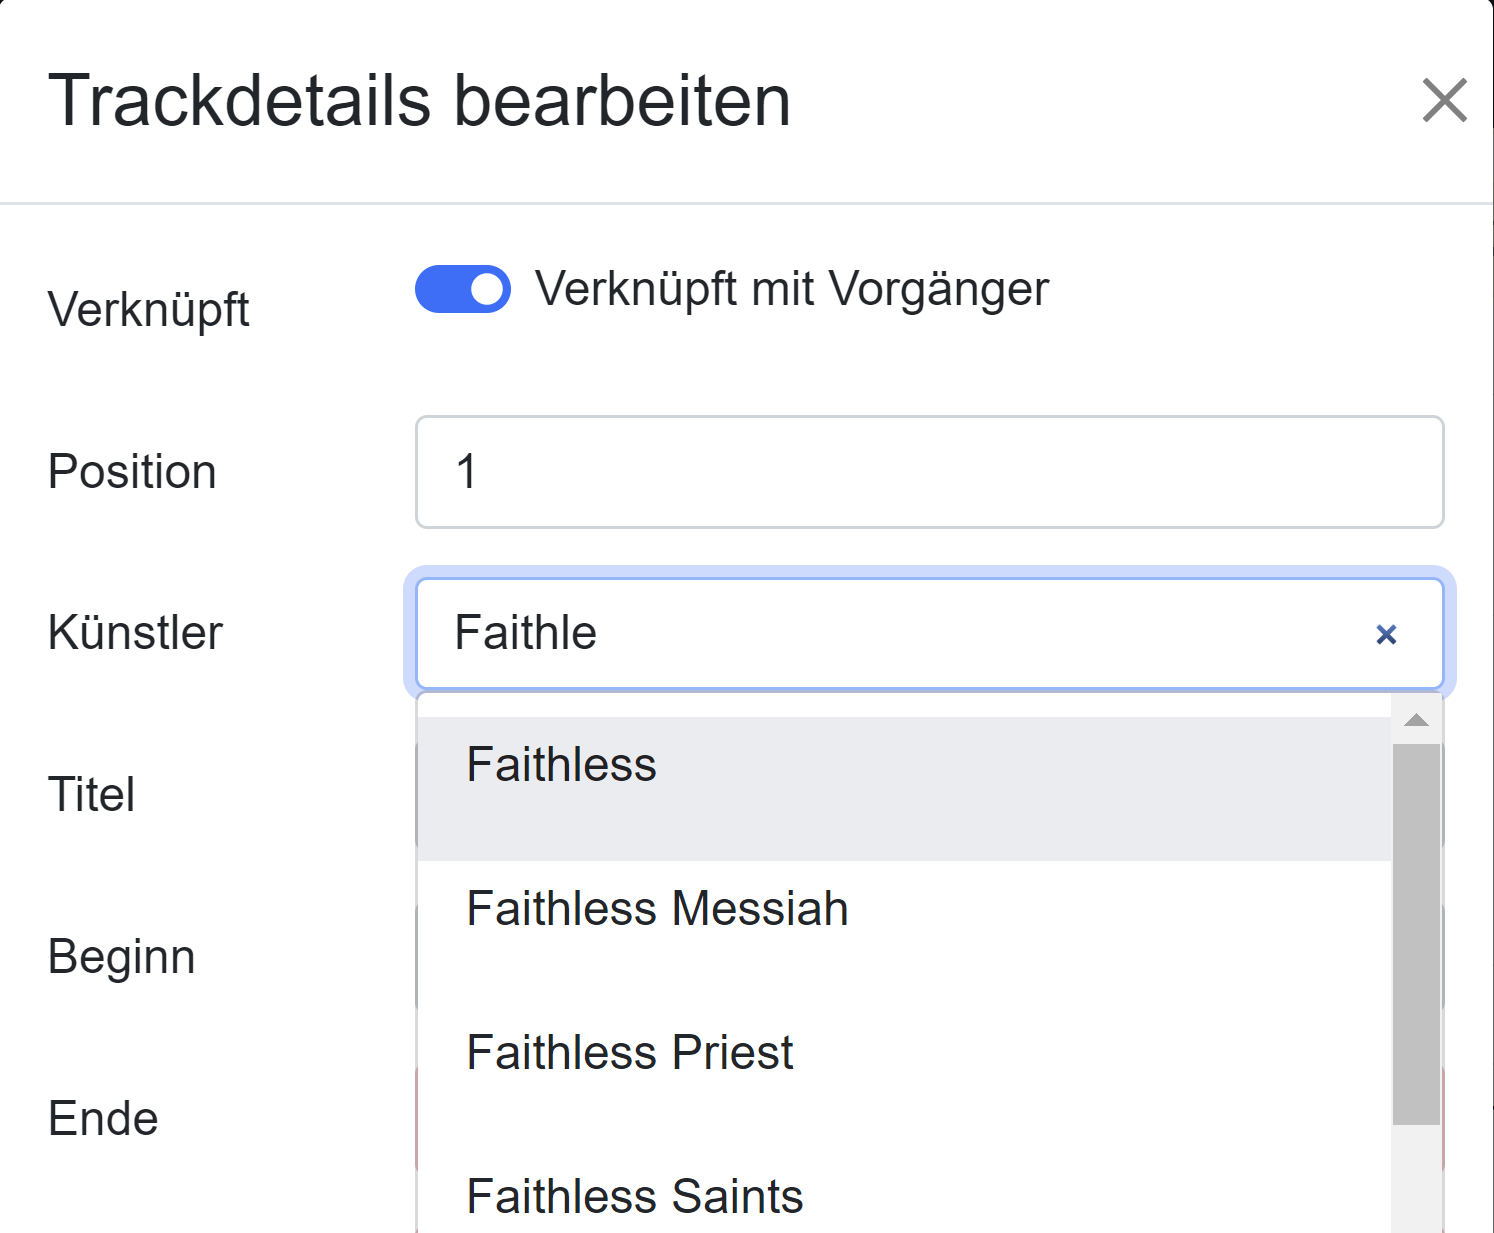 Trackdetails bearbeiten
Verknüpft
Verknüpft mit Vorgänger
Position
1
Künstler
Faithle
Faithless
Titel
Faithless Messiah
Beginn
Faithless Priest
Ende
Faithless Saints